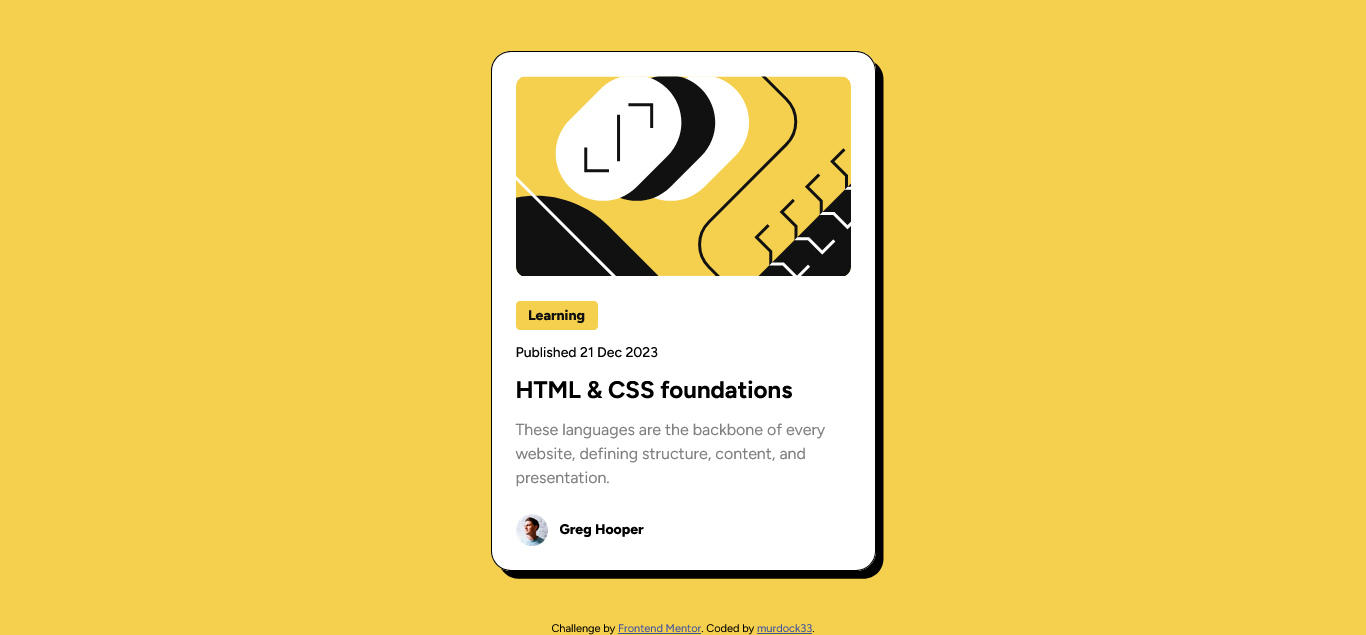 Learning
Published 21 Dec 2023
HTML & CSS foundations
These languages are the backbone of every
website, defining structure, content, and
presentation.
Greg Hooper
Challenge by Frontend Mentor. Coded by murdock33.